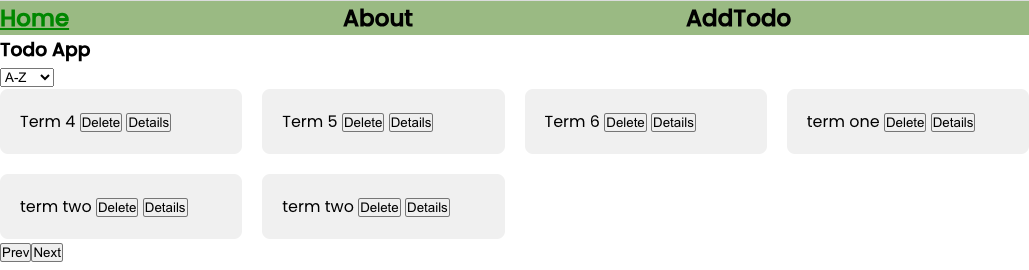 Home About AddTodo
Todo App
A-Z
Term 4 Delete Details Term 5 Delete Details Term 6 Delete Details term one Delete Details
term two Delete Details term two Delete Details
Prev Next